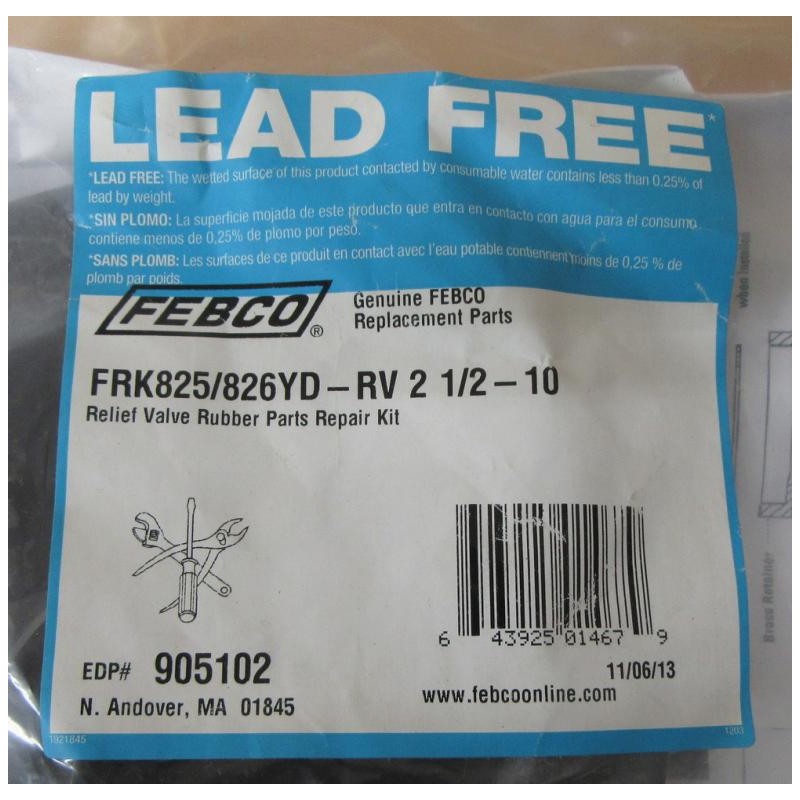 LEAD FREE*
*LEAD FREE: The wetted surface of this product contacted by consumable water contains less than 0.25% of
lead by weight.
*SIN PLOMO: La superficie mojada de este producto que entra en contacto con agua para el consumo
contiene menos de 0,25% de plomo por peso.
*SANS PLOMB: Les surfaces de ce produit en contact avec l'eau potable contiennent moins de 0,25 % de
plomb par poids.
FEBCO®
Genuine FEBCO
Replacement Parts
FRK825/826YD – RV 2 1/2 – 10
Relief Valve Rubber Parts Repair Kit
6 43925 01467 9
EDP# 905102
11/06/13
N. Andover, MA 01845
www.febcoonline.com
1921845
1203
when installed
Brass Retainer